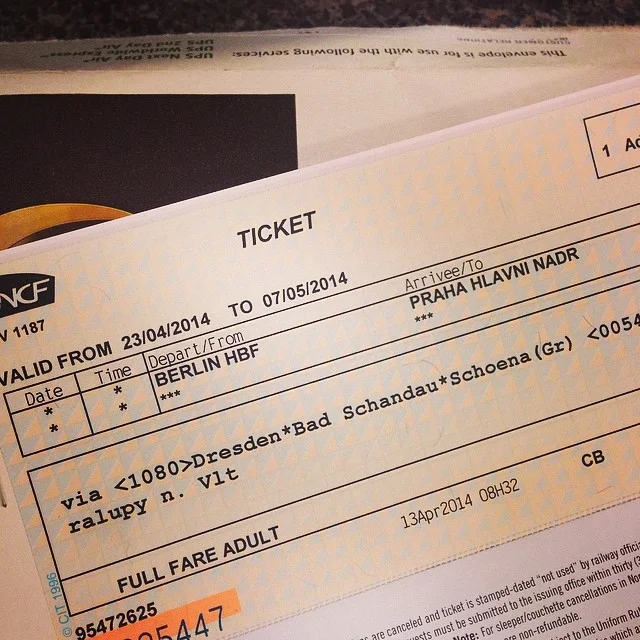 CUSTOMER RELATIONS
This envelope is for use with the following services:
UPS Next Day Air®
UPS Worldwide Express™
UPS 2nd Day Air®
1 Ad
TICKET
NCF
V 1187
VALID FROM 23/04/2014 TO 07/05/2014
Date Time Depart/From Arrivee/To
* * BERLIN HBF PRAHA HLAVNI NADR
* * *** ***
via <1080>Dresden*Bad Schandau*Schoena(Gr) <0054
ralupy n. Vlt
FULL FARE ADULT 13Apr2014 08H32 CB
© CIT 1996
95472625
5447
are canceled and ticket is stamped-dated "not used" by railway offici
quests must be submitted to the issuing office within thirty (3
Note: For sleeper/couchette cancellations in
non-refundable.
to the Uniform Ru